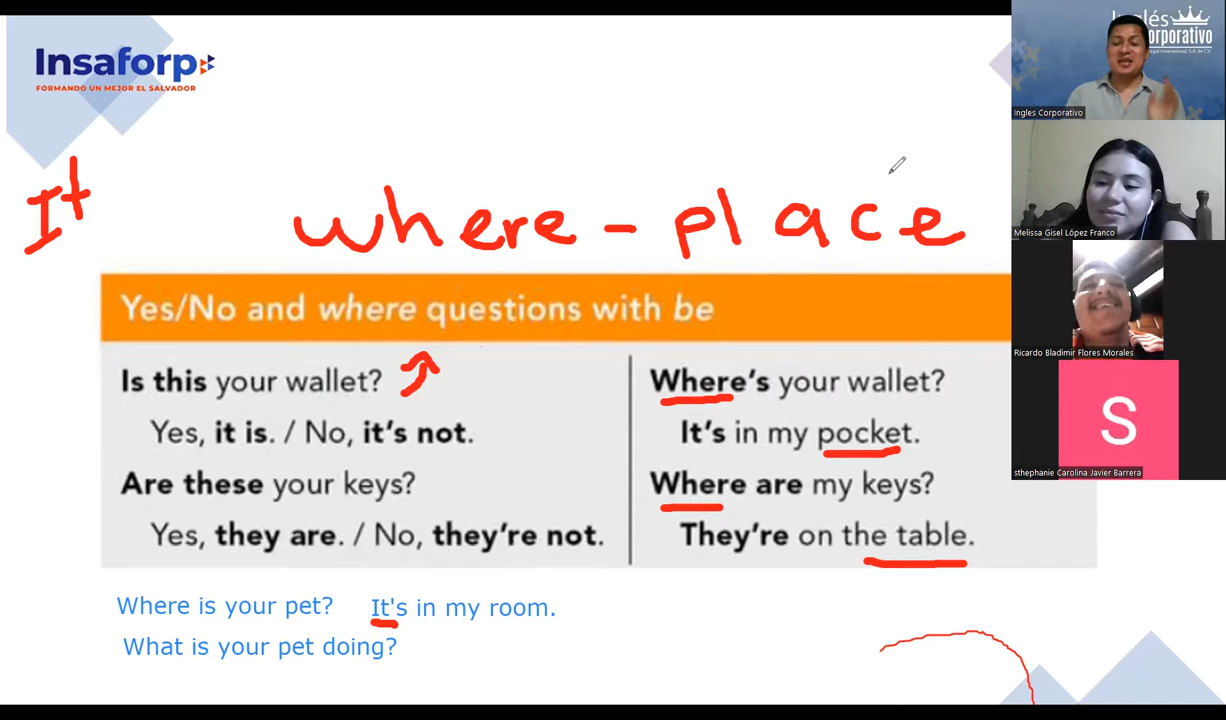 Insaforp
FORMANDO UN MEJOR EL SALVADOR
Inglés
Corporativo
Ingles Corporativo
Melissa Gisel López Franco
Ricardo Bladimir Flores Morales
S
sthephanie Carolina Javier Barrera
It
where - place
Yes/No and where questions with be
Is this your wallet?
Yes, it is. / No, it's not.
Are these your keys?
Yes, they are. / No, they're not.
Where's your wallet?
It's in my pocket.
Where are my keys?
They're on the table.
Where is your pet? It's in my room.
What is your pet doing?